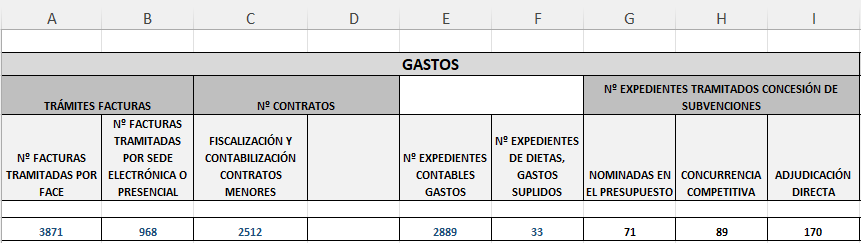 A B C D E F G H I
GASTOS
TRÁMITES FACTURAS
Nº CONTRATOS
Nº EXPEDIENTES TRAMITADOS CONCESIÓN DE
SUBVENCIONES
Nº FACTURAS
TRAMITADAS POR
FACE
Nº FACTURAS
TRAMITADAS
POR SEDE
ELECTRÓNICA O
PRESENCIAL
FISCALIZACIÓN Y
CONTABILIZACIÓN
CONTRATOS
MENORES
Nº EXPEDIENTES
CONTABLES
GASTOS
Nº EXPEDIENTES
DE DIETAS,
GASTOS
SUPLIDOS
NOMINADAS EN
EL PRESUPUESTO
CONCURRENCIA
COMPETITIVA
ADJUDICACIÓN
DIRECTA
3871 968 2512 2889 33 71 89 170